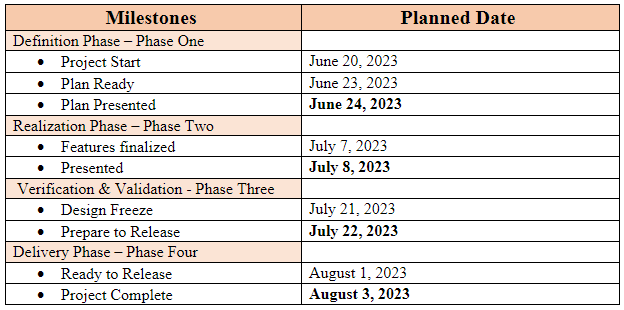 Milestones Planned Date
Definition Phase – Phase One
• Project Start June 20, 2023
• Plan Ready June 23, 2023
• Plan Presented June 24, 2023
Realization Phase – Phase Two
• Features finalized July 7, 2023
• Presented July 8, 2023
Verification & Validation - Phase Three
• Design Freeze July 21, 2023
• Prepare to Release July 22, 2023
Delivery Phase – Phase Four
• Ready to Release August 1, 2023
• Project Complete August 3, 2023